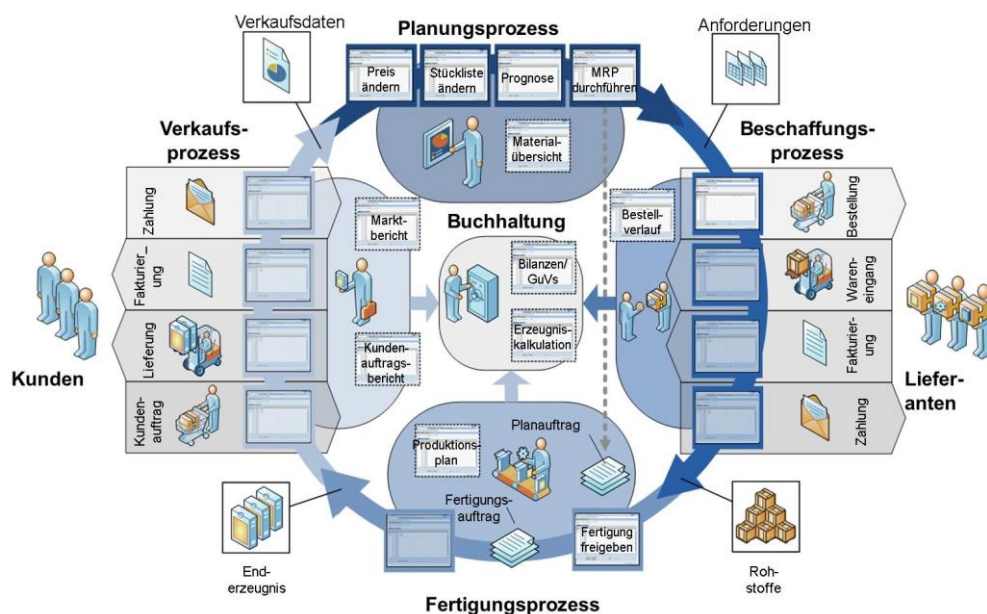 Verkaufsdaten
Planungsprozess
Anforderungen
Preis
ändern
Stückliste
ändern
Prognose
MRP
durchführen
Verkaufs-
prozess
Material-
übersicht
Beschaffungs-
prozess
Zahlung
Fakturier_
ung
Lieferung
Kunden-
auftrag
Markt-
bericht
Kunden-
auftrags-
bericht
Buchhaltung
Bilanzen/
GuVs
Erzeugnis-
kalkulation
Bestell-
verlauf
Bestellung
Waren-
eingang
Fakturier-
ung
Zahlung
Kunden
Liefer-
anten
Produktions-
plan
Planauftrag
Fertigungs-
auftrag
Fertigung
freigeben
End-
erzeugnis
Roh-
stoffe
Fertigungsprozess